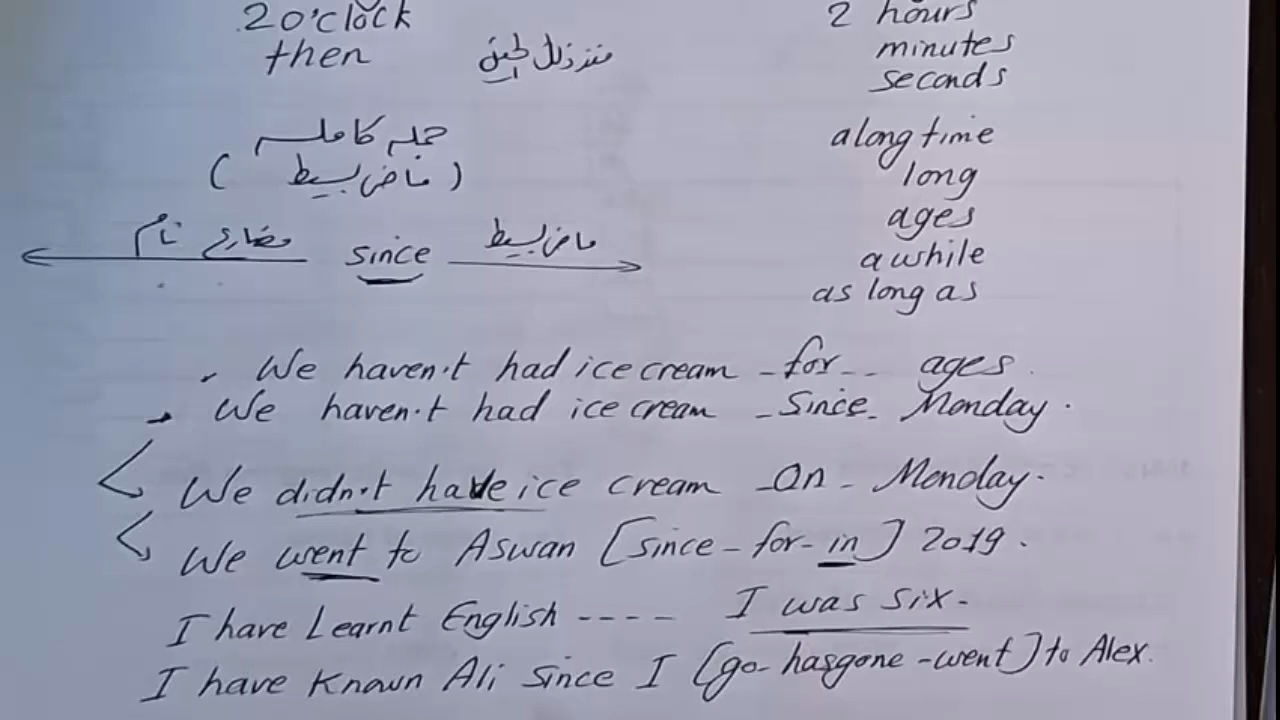 2 o'clock
then منذ ذلك الحين
جملة كاملة
( ماضى بسيط )
مضارع تام since ماضى بسيط
2 hours
minutes
seconds
a long time
long
ages
a while
as long as
. We haven't had ice cream - for - - ages.
- We haven't had ice cream - Since - Monday.
We didn't have ice cream - On - Monday.
We went to Aswan [since - for - in] 2019.
I have Learnt English - - - - I was six.
I have Known Ali Since I [go - has gone - went] to Alex.